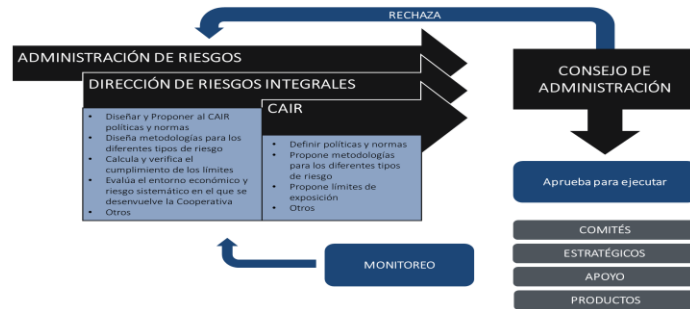 RECHAZA
ADMINISTRACIÓN DE RIESGOS
DIRECCIÓN DE RIESGOS INTEGRALES
CAIR
• Diseñar y Proponer al CAIR
políticas y normas
• Diseña metodologías para los
diferentes tipos de riesgo
• Calcula y verifica el
cumplimiento de los límites
• Evalúa el entorno económico y
riesgo sistemático en el que se
desenvuelve la Cooperativa
• Otros
• Definir políticas y normas
• Propone metodologías
para los diferentes tipos
de riesgo
• Propone límites de
exposición
• Otros
MONITOREO
CONSEJO DE
ADMINISTRACIÓN
Aprueba para ejecutar
COMITÉS
ESTRATÉGICOS
APOYO
PRODUCTOS